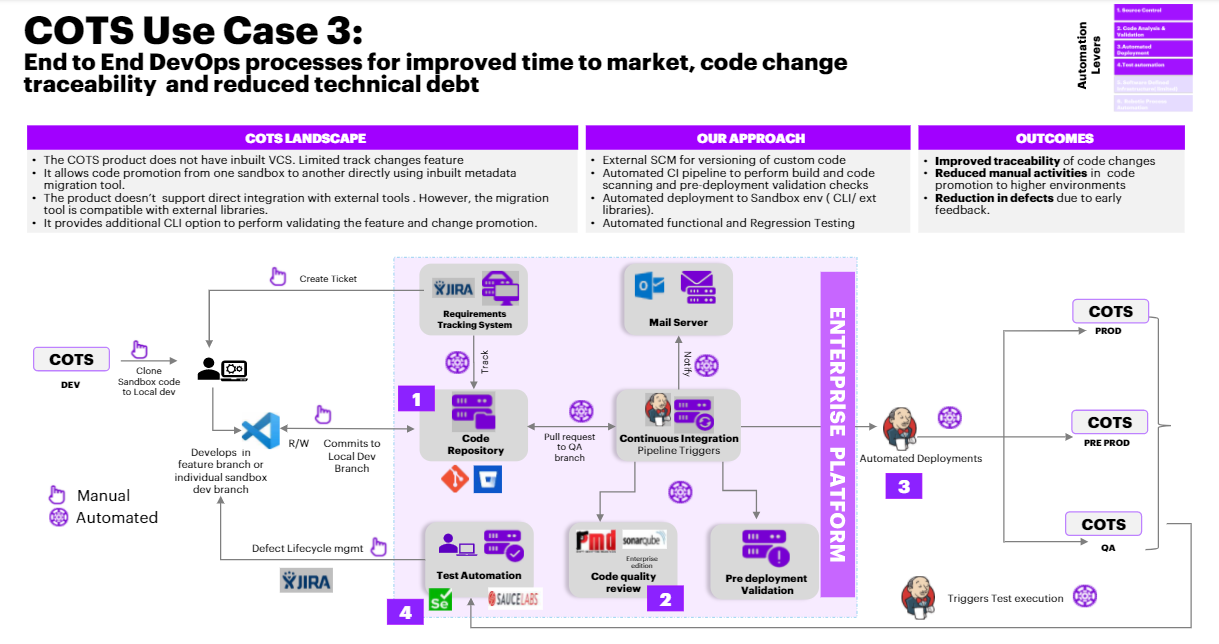 COTS Use Case 3:
End to End DevOps processes for improved time to market, code change
traceability and reduced technical debt
Automation
Levers
1. Source Control
2. Code Analysis &
Validation
3.Automated
Deployment
4.Test automation
COTS LANDSCAPE
• The COTS product does not have inbuilt VCS. Limited track changes feature
• It allows code promotion from one sandbox to another directly using inbuilt metadata
migration tool.
• The product doesn't support direct integration with external tools . However, the migration
tool is compatible with external libraries.
• It provides additional CLI option to perform validating the feature and change promotion.
OUR APPROACH
• External SCM for versioning of custom code
• Automated CI pipeline to perform build and code
scanning and pre-deployment validation checks
• Automated deployment to Sandbox env ( CLI/ ext
libraries).
• Automated functional and Regression Testing
OUTCOMES
• Improved traceability of code changes
• Reduced manual activities in code
promotion to higher environments
• Reduction in defects due to early
feedback.
Create Ticket
JIRA
Requirements
Tracking System
Mail Server
COTS
DEV
Clone
Sandbox code
to Local dev
Track
Notify
1
Code
Repository
R/W
Commits to
Local Dev
Branch
Pull request
to QA
branch
Continuous Integration
Pipeline Triggers
Develops in
feature branch or
individual sandbox
dev branch
Manual
Automated
ENTERPRISE PLATFORM
Automated Deployments
3
COTS
PROD
COTS
PRE PROD
COTS
QA
Defect Lifecycle mgmt
JIRA
Test Automation
Se
SAUCELABS
4
Pmd
sonarqube
Enterprise
edition
Code quality
review
2
Pre deployment
Validation
Triggers Test execution